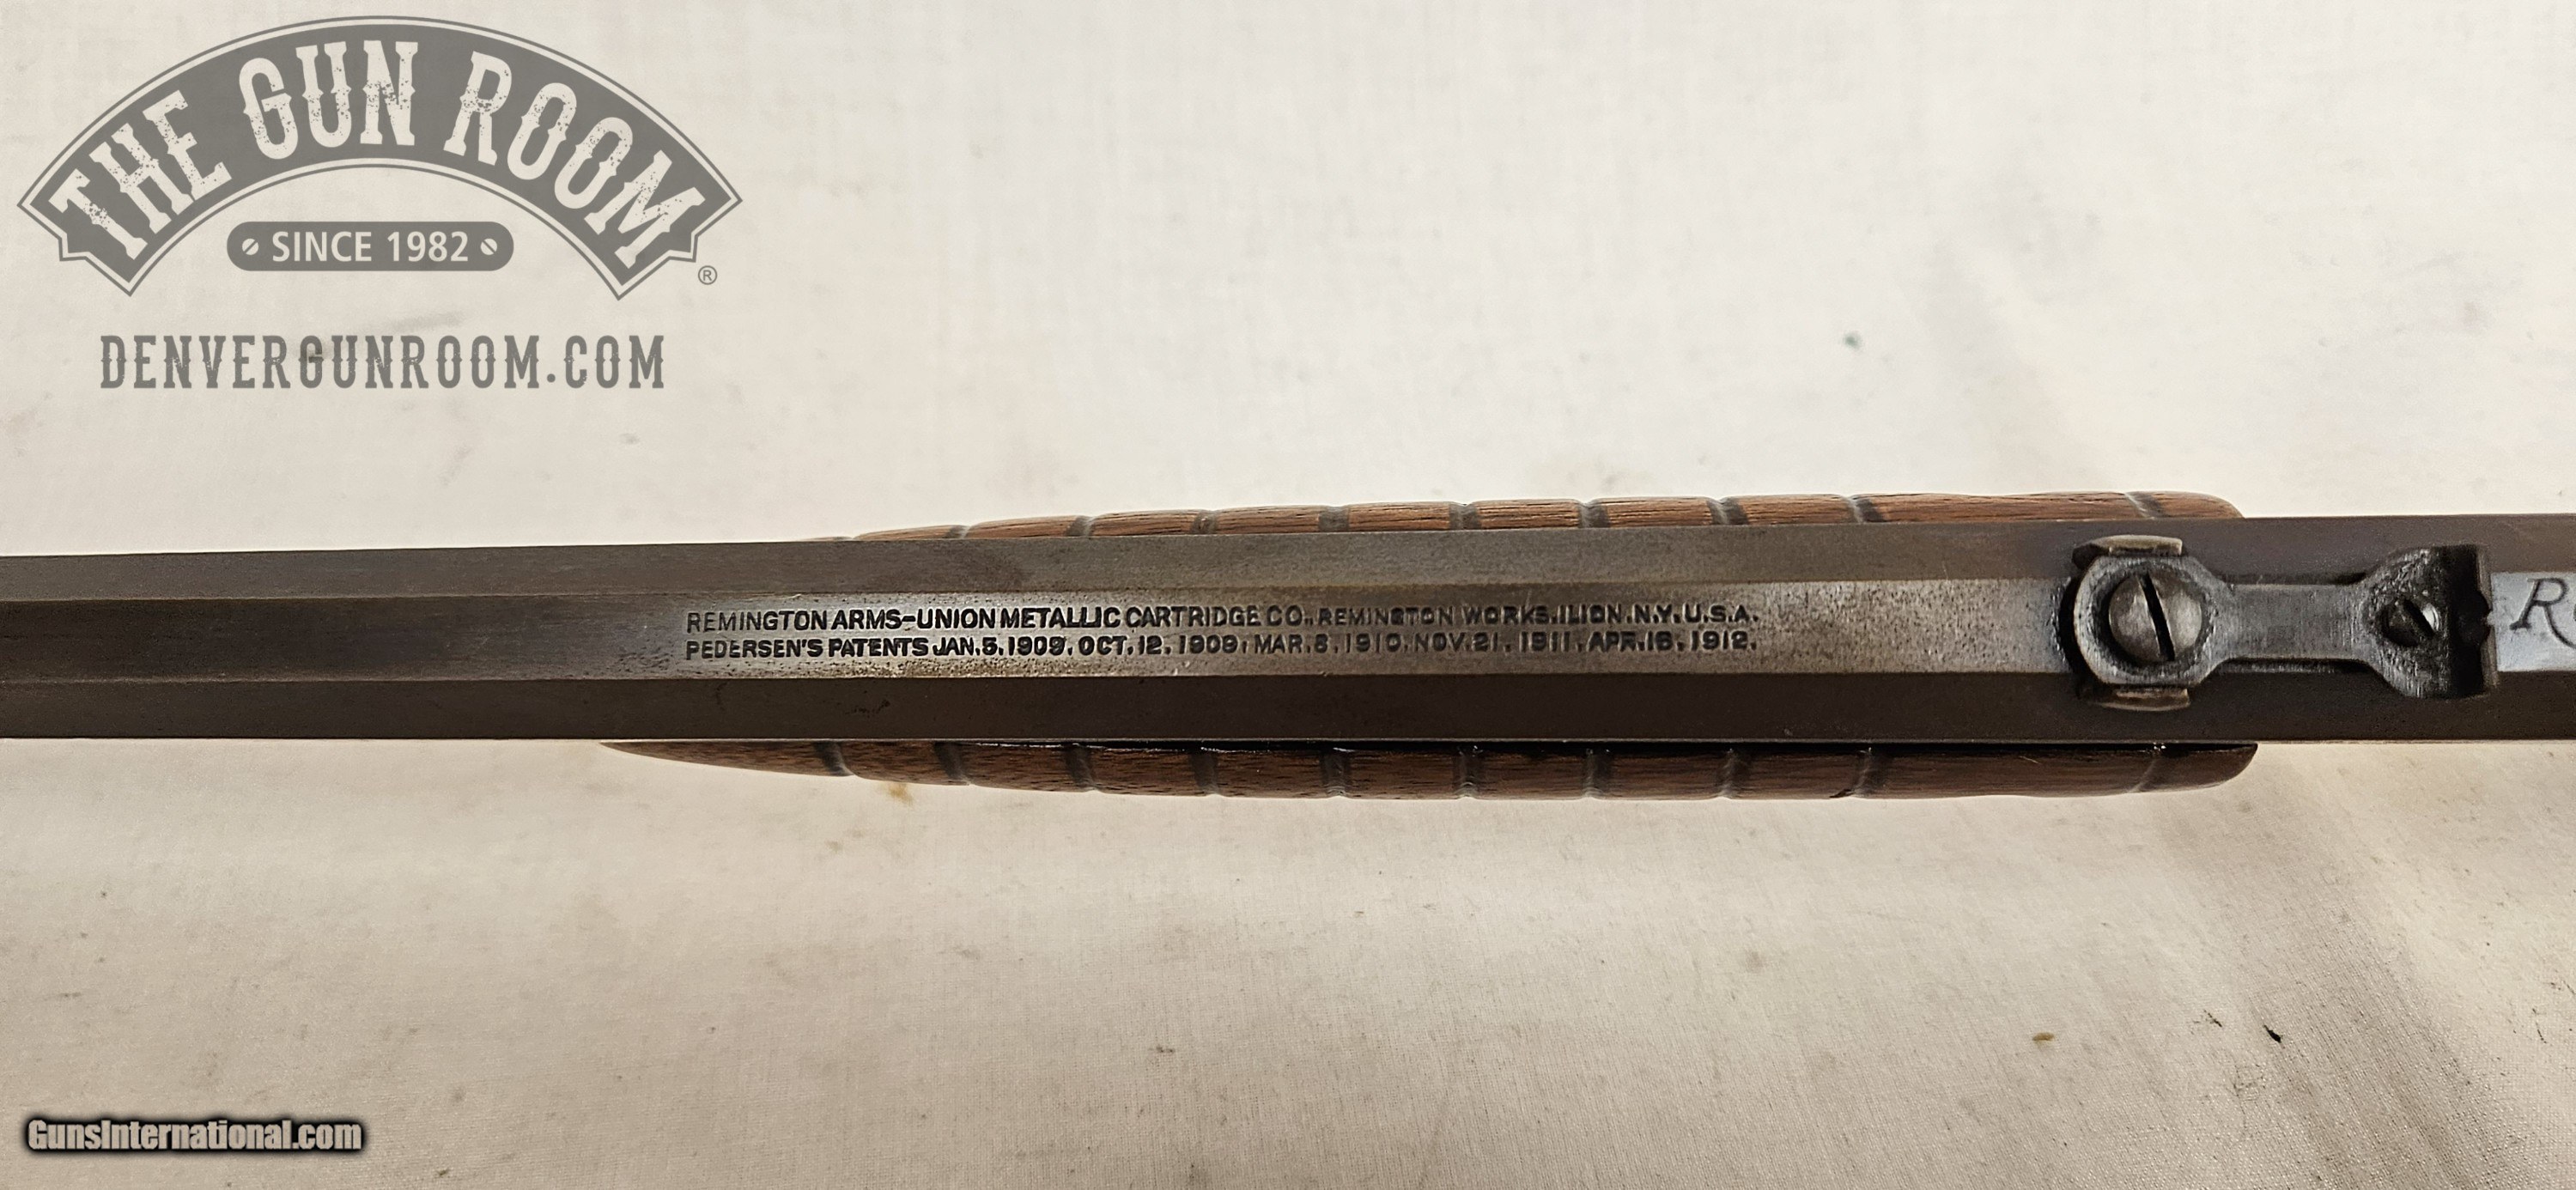 THE GUN ROOM
SINCE 1982
®
DENVERGUNROOM.COM
REMINGTON ARMS-UNION METALLIC CARTRIDGE CO., REMINGTON WORKS. ILION. N.Y. U.S.A.
PEDERSEN'S PATENTS JAN. 5. 1909. OCT. 12. 1909. MAR. 8. 1910. NOV. 21. 1911. APR. 16. 1912.
R
GunsInternational.com